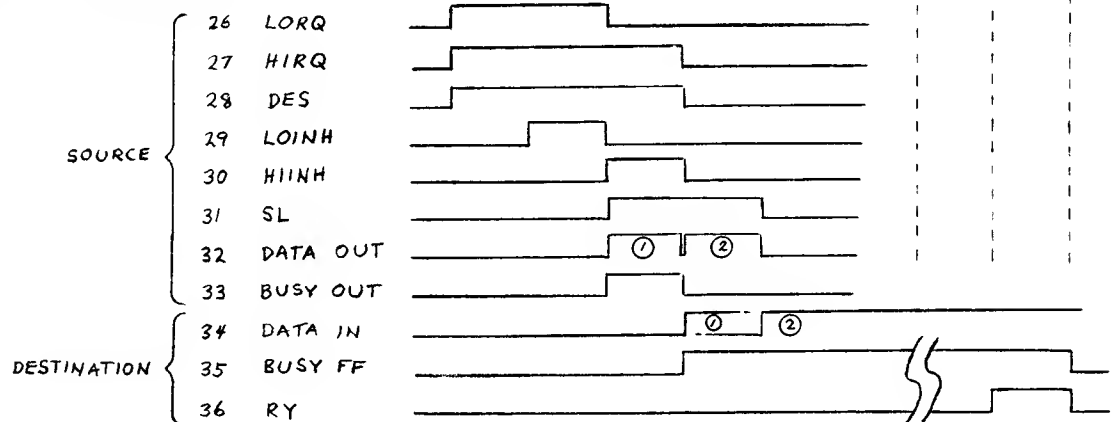 26 LORQ
27 HIRQ
28 DES
29 LOINH
SOURCE
30 HIINH
31 SL
32 DATA OUT ① ②
33 BUSY OUT
34 DATA IN ① ②
DESTINATION 35 BUSY FF
36 RY